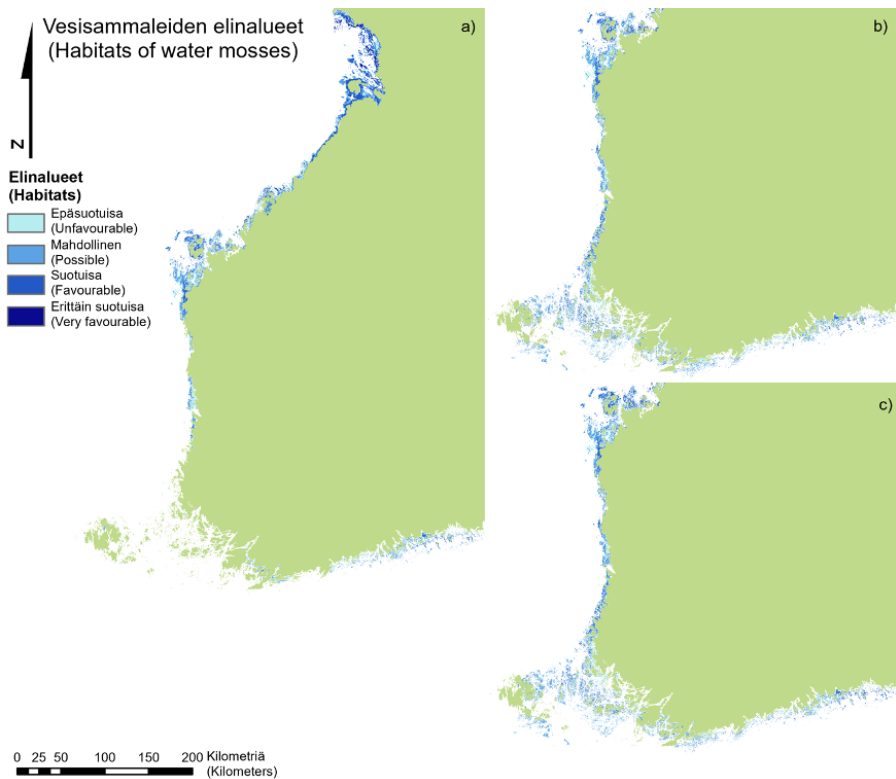 Vesisammaleiden elinalueet
(Habitats of water mosses)
a)
b)
c)
N
Elinalueet
(Habitats)
Epäsuotuisa
(Unfavourable)
Mahdollinen
(Possible)
Suotuisa
(Favourable)
Erittäin suotuisa
(Very favourable)
0 25 50 100 150 200 Kilometriä
(Kilometers)